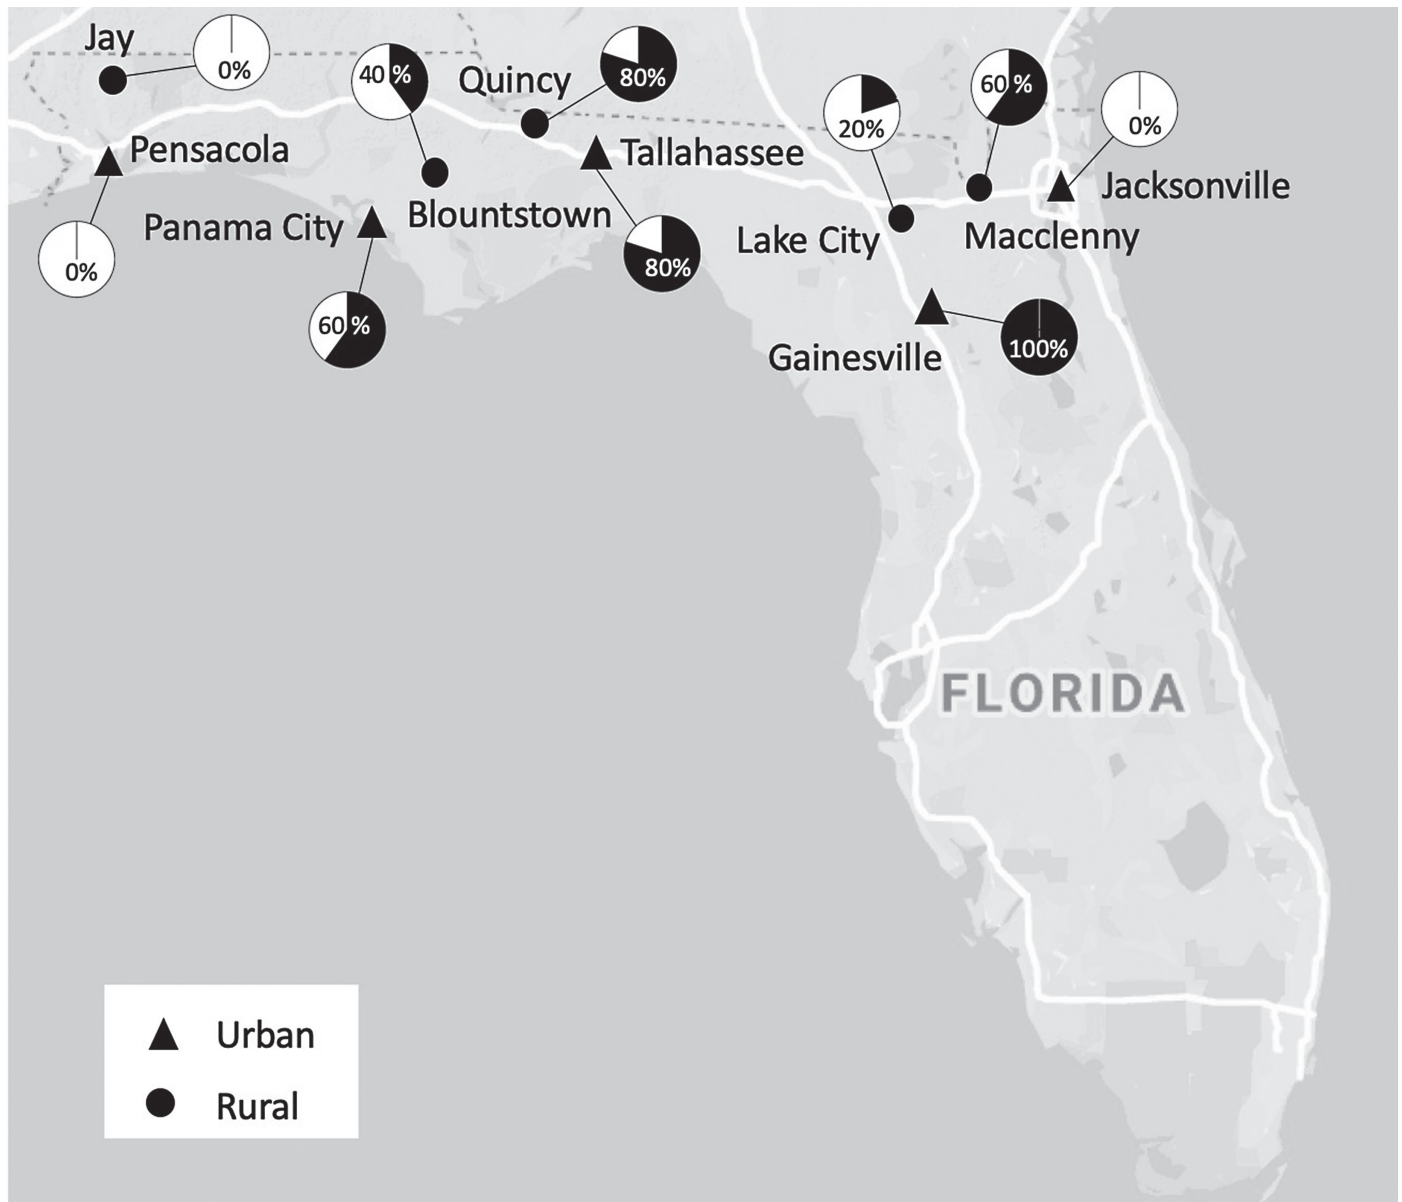 Jay
0%
40 %
Quincy
80%
20%
60 %
0%
Pensacola
Tallahassee
Jacksonville
Panama City
Blountstown
Lake City
Macclenny
0%
80%
60 %
Gainesville
100%
FLORIDA
Urban
Rural